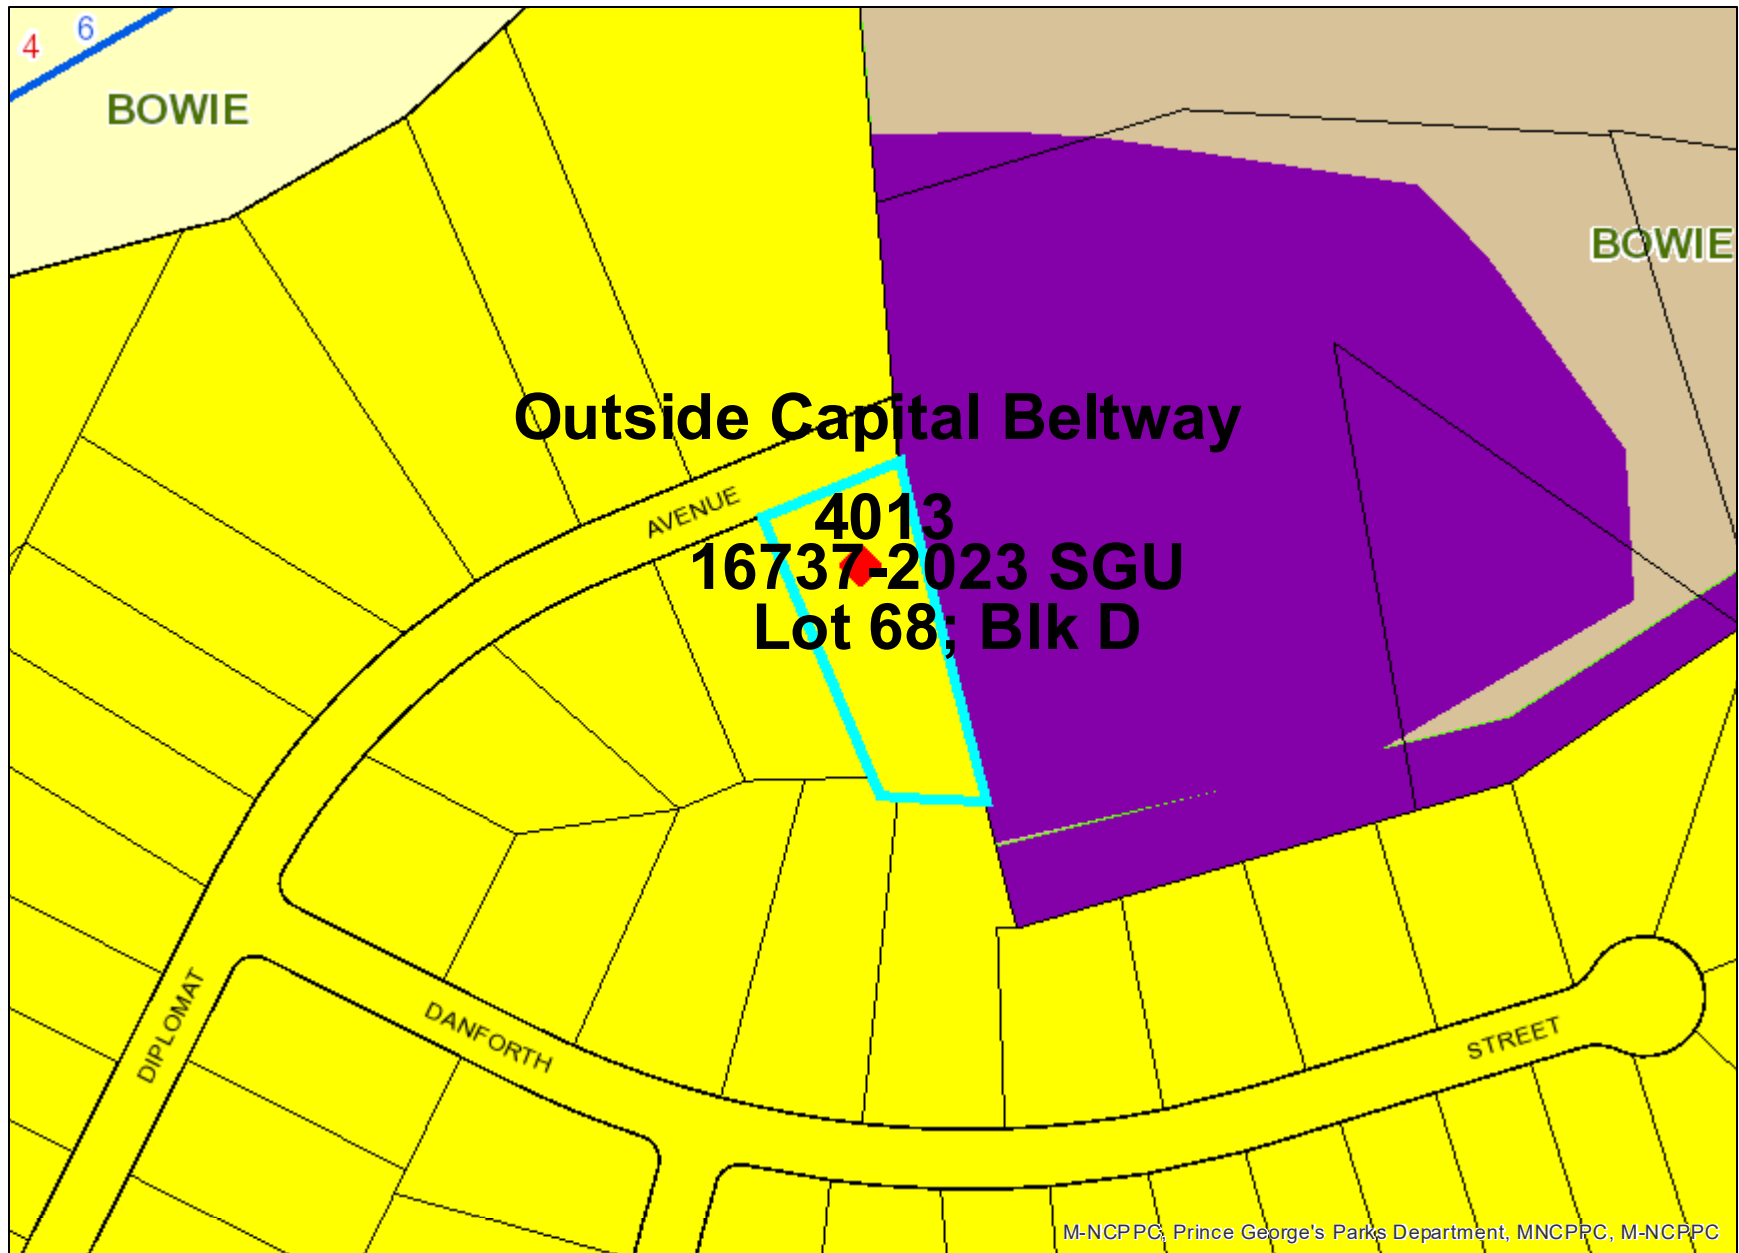 4
6
BOWIE
BOWIE
Outside Capital Beltway
AVENUE
4013
16737-2023 SGU
Lot 68; Blk D
DIPLOMAT
DANFORTH
STREET
M-NCPPC, Prince George's Parks Department, MNCPPC, M-NCPPC